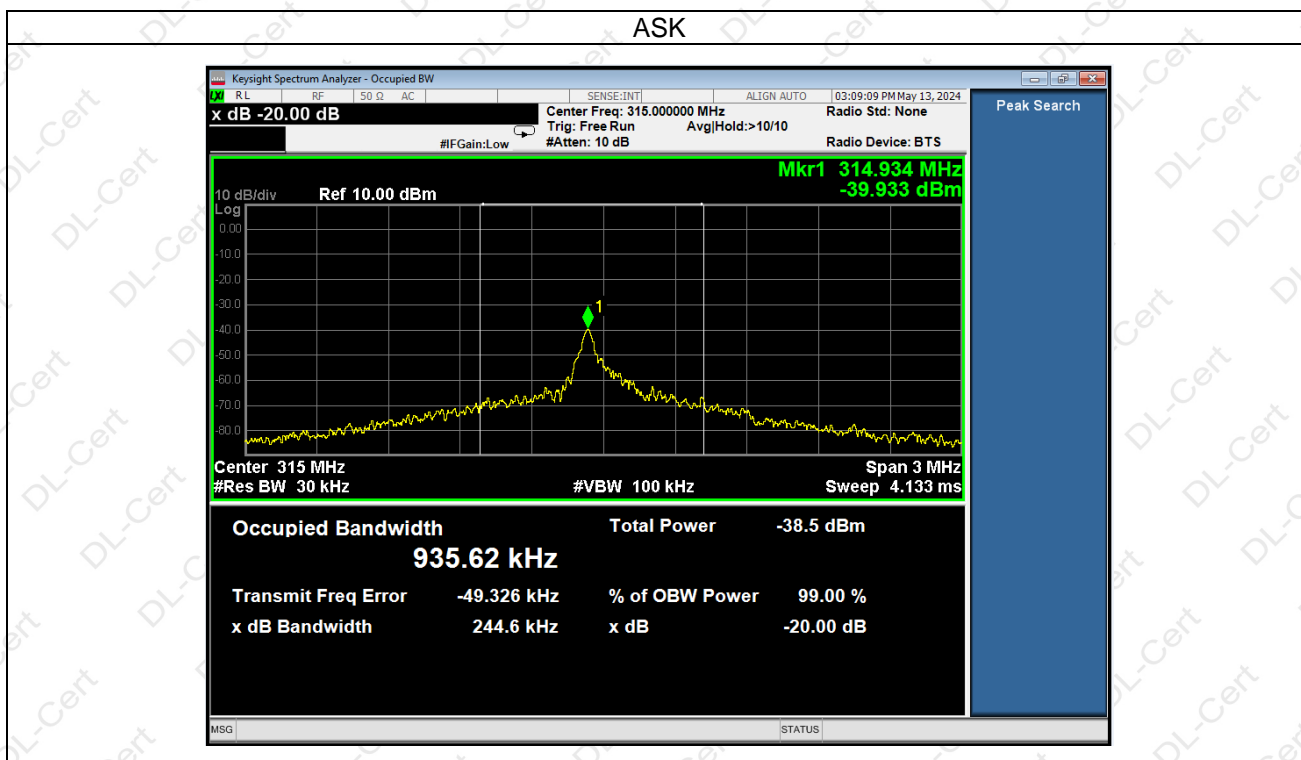 ASK
Keysight Spectrum Analyzer - Occupied BW
LXI RL RF 50 Ω AC SENSE:INT ALIGN AUTO 03:09:09 PM May 13, 2024
x dB -20.00 dB
Center Freq: 315.000000 MHz
Radio Std: None
Trig: Free Run Avg|Hold:>10/10
#IFGain:Low #Atten: 10 dB
Radio Device: BTS
Peak Search
Mkr1 314.934 MHz
-39.933 dBm
10 dB/div Ref 10.00 dBm
Log
0.00
-10.0
-20.0
-30.0
-40.0
-50.0
-60.0
-70.0
-80.0
1
Center 315 MHz Span 3 MHz
#Res BW 30 kHz #VBW 100 kHz Sweep 4.133 ms
Occupied Bandwidth Total Power -38.5 dBm
935.62 kHz
Transmit Freq Error -49.326 kHz % of OBW Power 99.00 %
x dB Bandwidth 244.6 kHz x dB -20.00 dB
MSG STATUS
DL-Cert